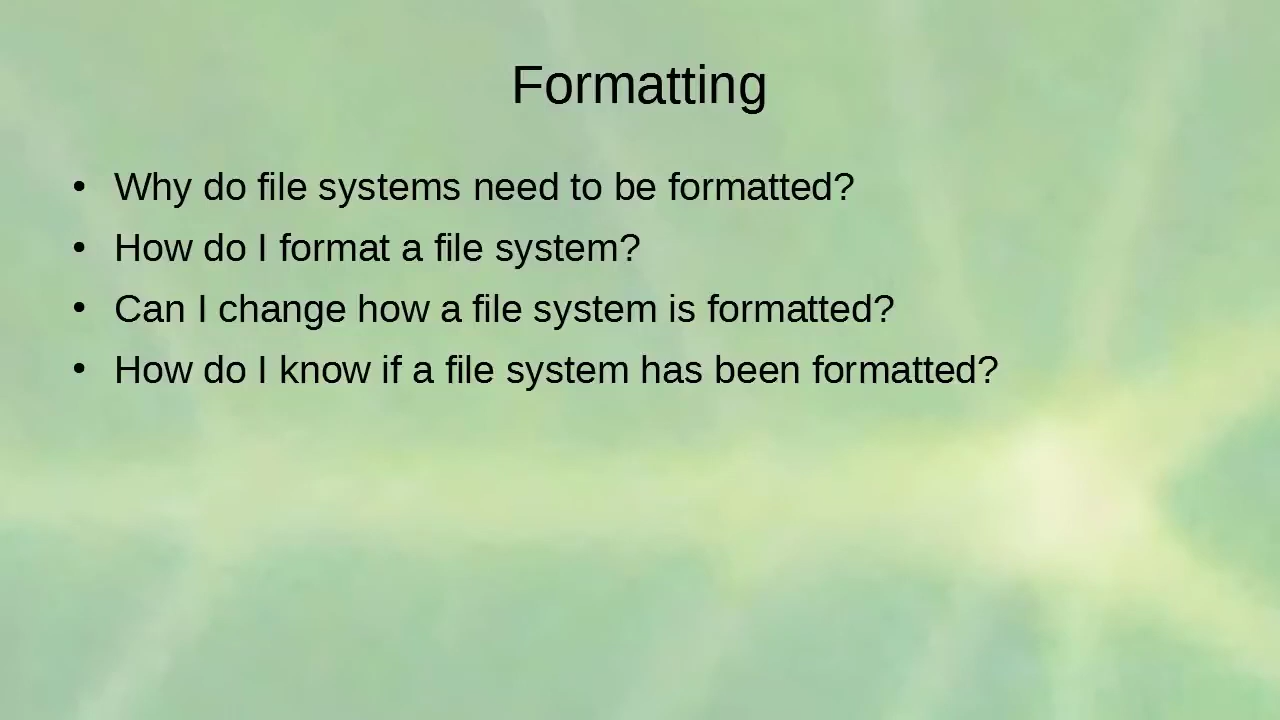 Formatting
• Why do file systems need to be formatted?
• How do I format a file system?
• Can I change how a file system is formatted?
• How do I know if a file system has been formatted?